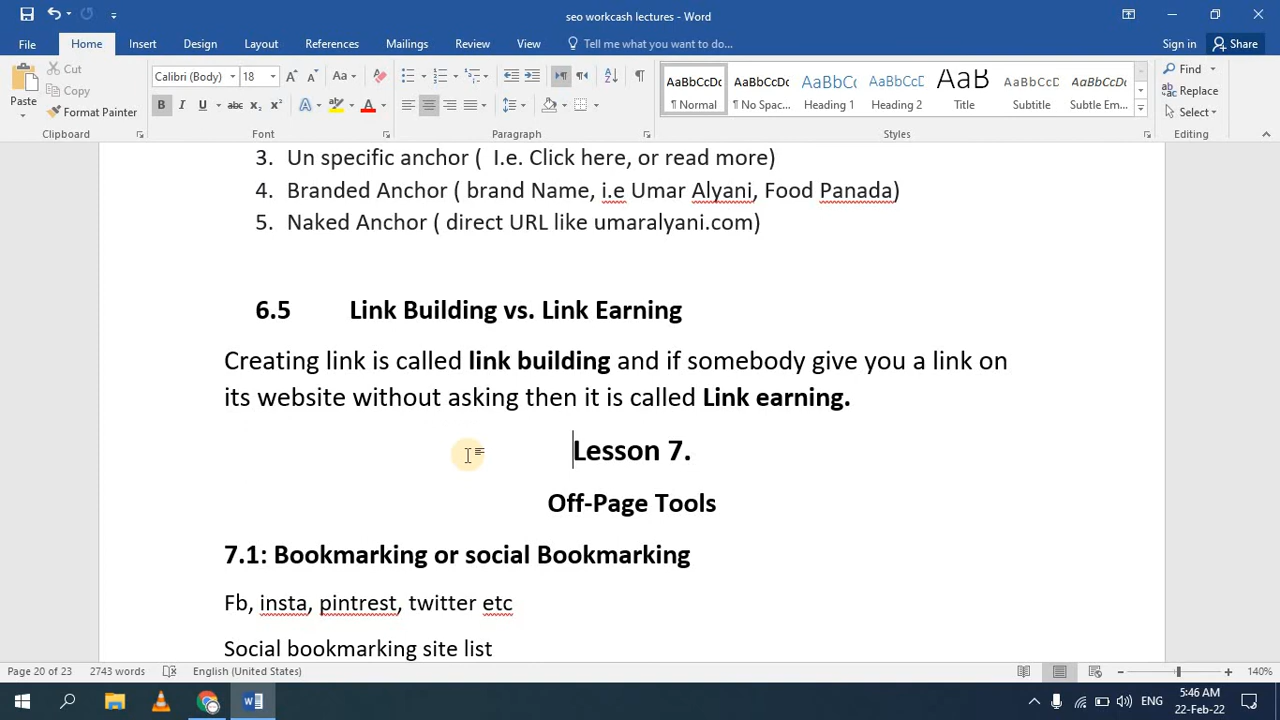 seo workcash lectures - Word
File Home Insert Design Layout References Mailings Review View Tell me what you want to do... Sign in Share
Paste Cut Copy Format Painter
Calibri (Body) 18
AaBbCcDc AaBbCcDc AaBbCc AaBbCcC AaB AaBbCcD AaBbCcDc
¶ Normal ¶ No Spac... Heading Heading 2 Title Subtitle Subtle Em...
Find Replace Select
Clipboard Font Paragraph Styles Editing
3. Un specific anchor ( I.e. Click here, or read more)
4. Branded Anchor ( brand Name, i.e Umar Alyani, Food Panada)
5. Naked Anchor ( direct URL like umaralyani.com)
6.5 Link Building vs. Link Earning
Creating link is called link building and if somebody give you a link on
its website without asking then it is called Link earning.
Lesson 7.
Off-Page Tools
7.1: Bookmarking or social Bookmarking
Fb, insta, pintrest, twitter etc
Social bookmarking site list
Page 20 of 23 2743 words English (United States) 140%
ENG 5:46 AM
22-Feb-22